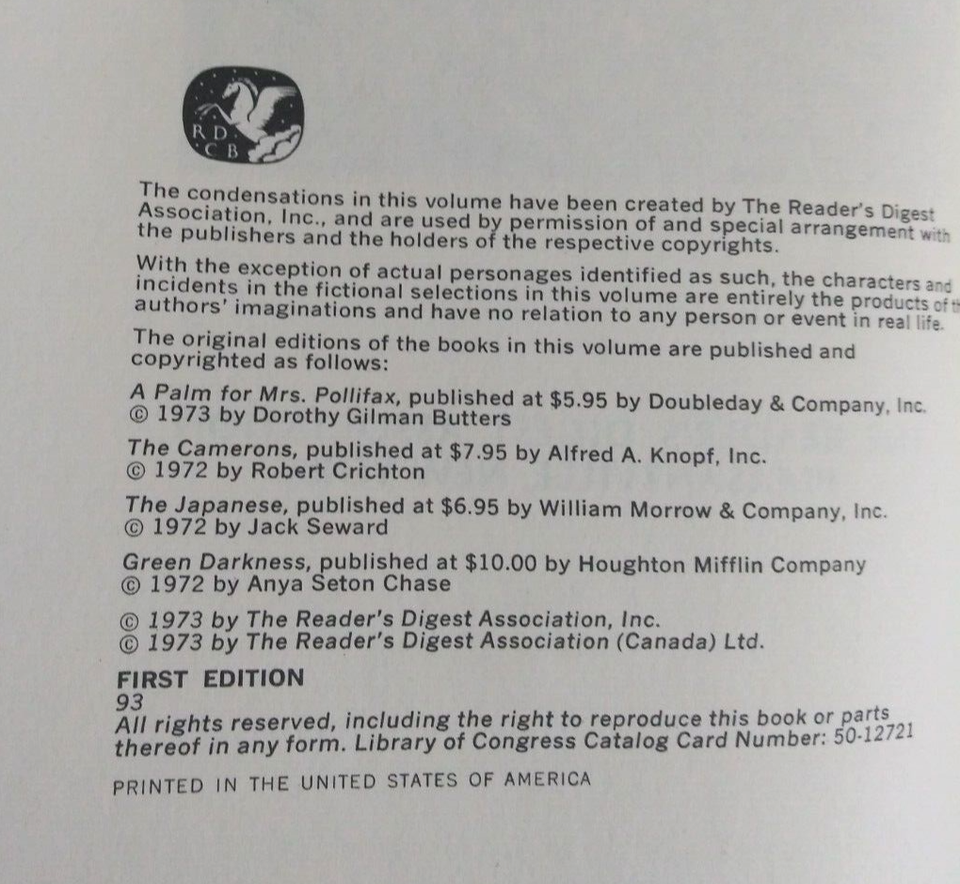 R D
C B
The condensations in this volume have been created by The Reader's Digest
Association, Inc., and are used by permission of and special arrangement with
the publishers and the holders of the respective copyrights.
With the exception of actual personages identified as such, the characters and
incidents in the fictional selections in this volume are entirely the products of
authors' imaginations and have no relation to any person or event in real life.
The original editions of the books in this volume are published and
copyrighted as follows:
A Palm for Mrs. Pollifax, published at $5.95 by Doubleday & Company, Inc.
© 1973 by Dorothy Gilman Butters
The Camerons, published at $7.95 by Alfred A. Knopf, Inc.
© 1972 by Robert Crichton
The Japanese, published at $6.95 by William Morrow & Company, Inc.
© 1972 by Jack Seward
Green Darkness, published at $10.00 by Houghton Mifflin Company
© 1972 by Anya Seton Chase
© 1973 by The Reader's Digest Association, Inc.
© 1973 by The Reader's Digest Association (Canada) Ltd.
FIRST EDITION
93
All rights reserved, including the right to reproduce this book or parts
thereof in any form. Library of Congress Catalog Card Number: 50-12721
PRINTED IN THE UNITED STATES OF AMERICA